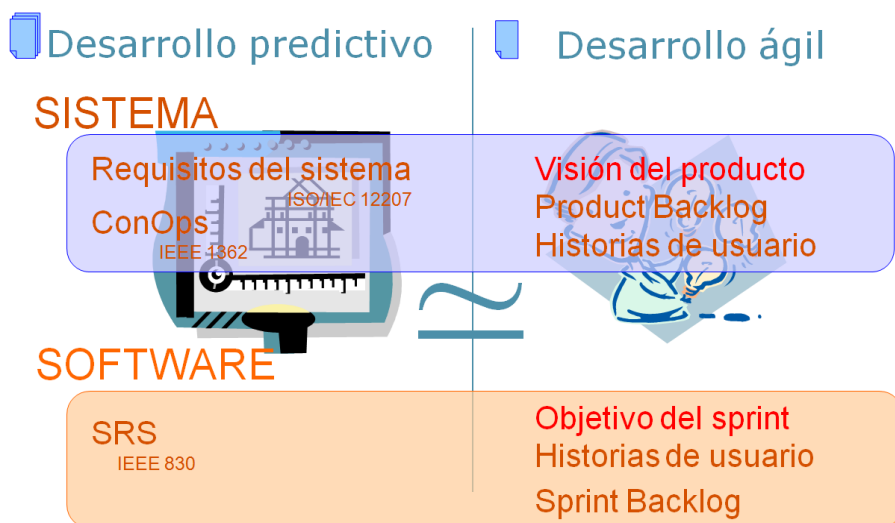 Desarrollo predictivo
Desarrollo ágil
SISTEMA
Requisitos del sistema
ISO/IEC 12207
ConOps
IEEE 1362
Visión del producto
Product Backlog
Historias de usuario
≃
SOFTWARE
SRS
IEEE 830
Objetivo del sprint
Historias de usuario
Sprint Backlog